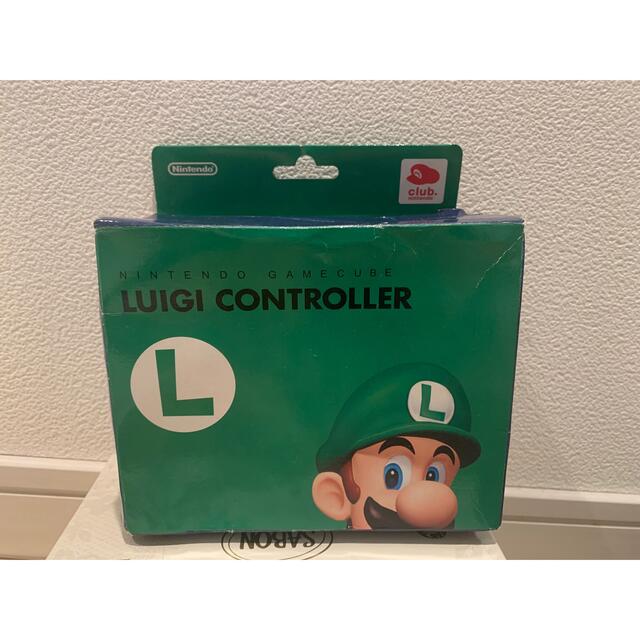 Nintendo
club.
nintendo
NINTENDO GAMECUBE
LUIGI CONTROLLER
L
L
SABON